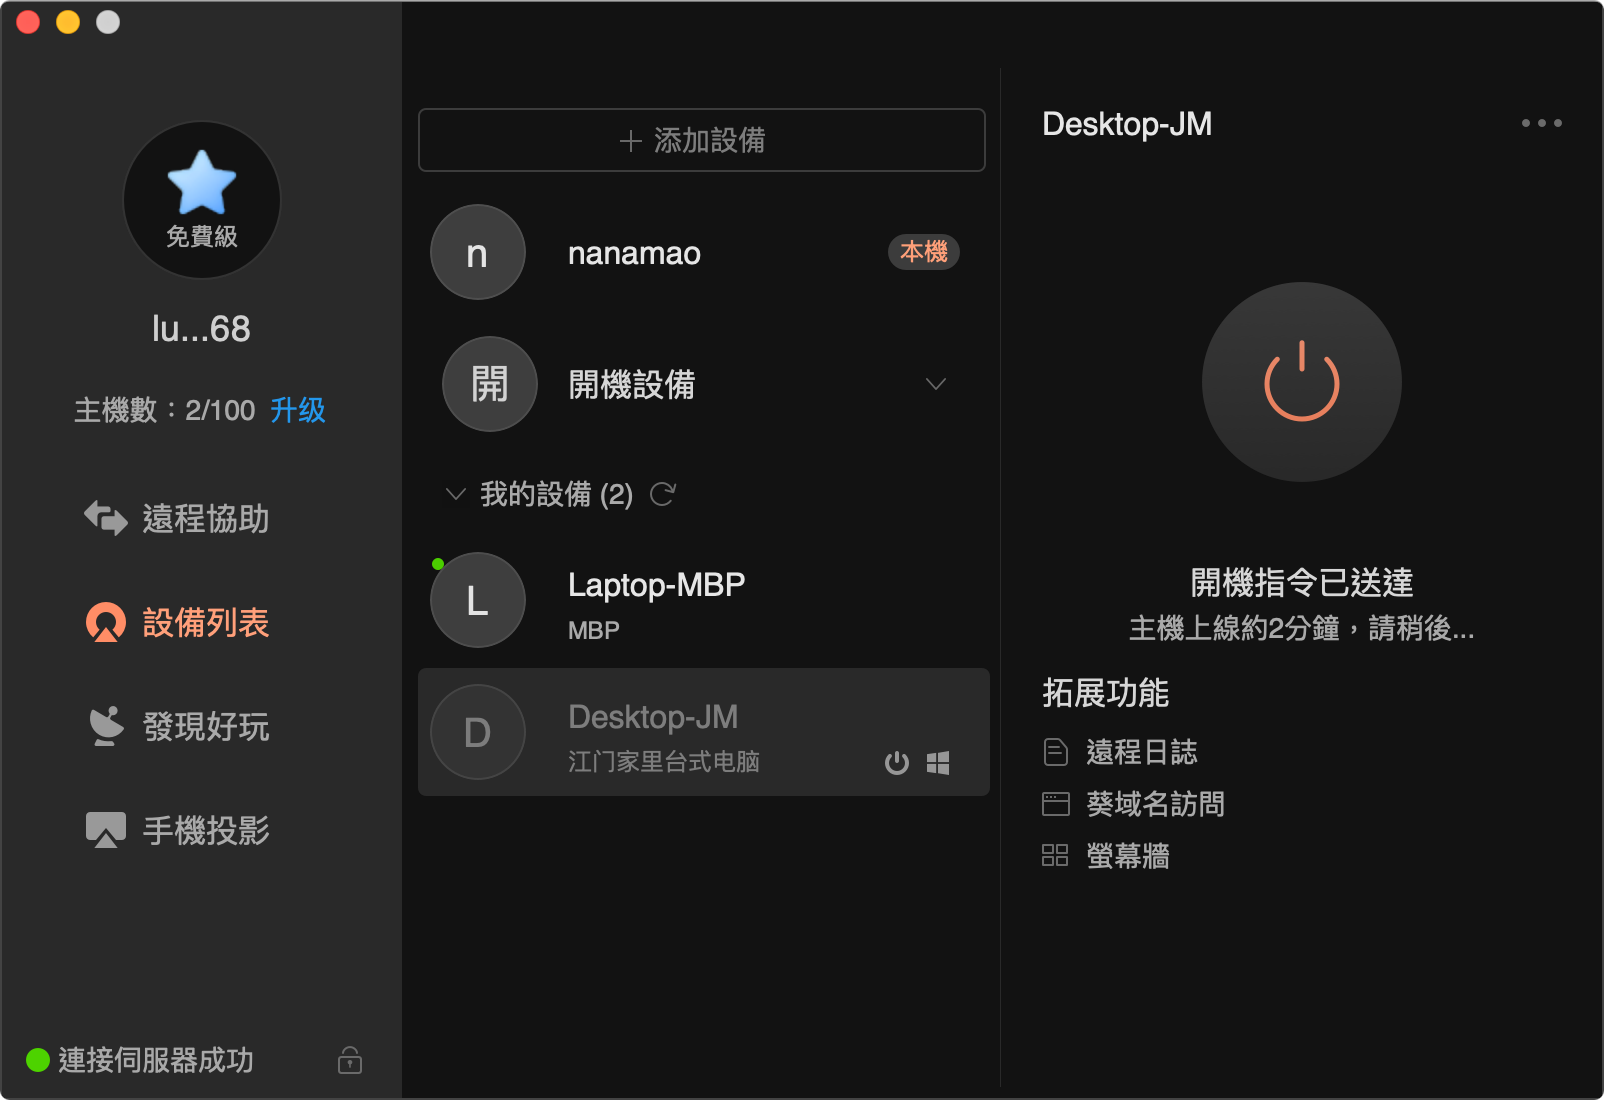 免費級
lu...68
主機數：2/100 升级
遠程協助
設備列表
發現好玩
手機投影
連接伺服器成功
添加設備
n nanamao 本機
開 開機設備
我的設備 (2)
L Laptop-MBP
MBP
D Desktop-JM
江门家里台式电脑
Desktop-JM
開機指令已送達
主機上線約2分鐘，請稍後...
拓展功能
遠程日誌
葵域名訪問
螢幕牆